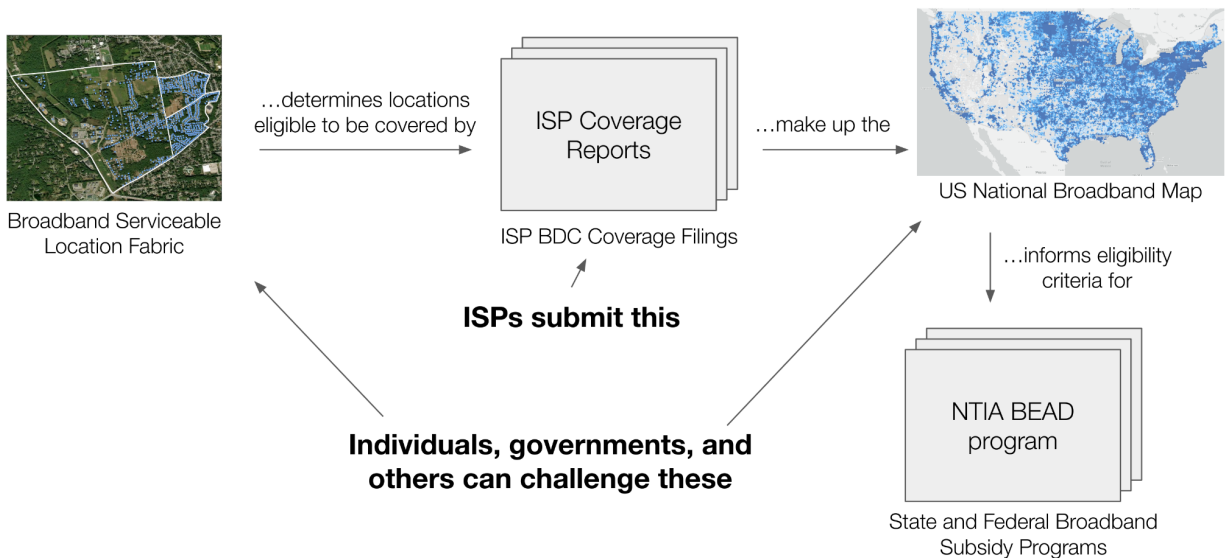 Broadband Serviceable
Location Fabric
…determines locations
eligible to be covered by
ISP Coverage
Reports
ISP BDC Coverage Filings
…make up the
US National Broadband Map
…informs eligibility
criteria for
ISPs submit this
Individuals, governments, and
others can challenge these
NTIA BEAD
program
State and Federal Broadband
Subsidy Programs